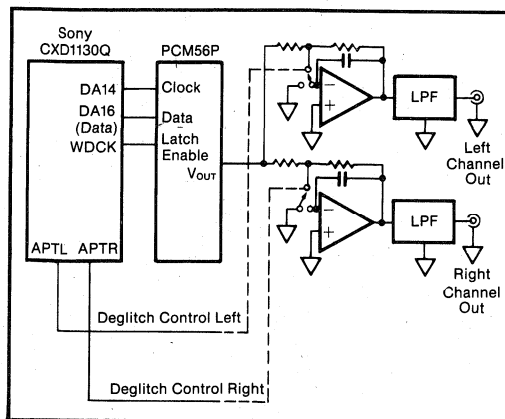 Sony
CXD1130Q
PCM56P
DA14
Clock
DA16
(Data)
Data
WDCK
Latch
Enable
VOUT
APTL
APTR
LPF
Left
Channel
Out
LPF
Right
Channel
Out
Deglitch Control Left
Deglitch Control Right